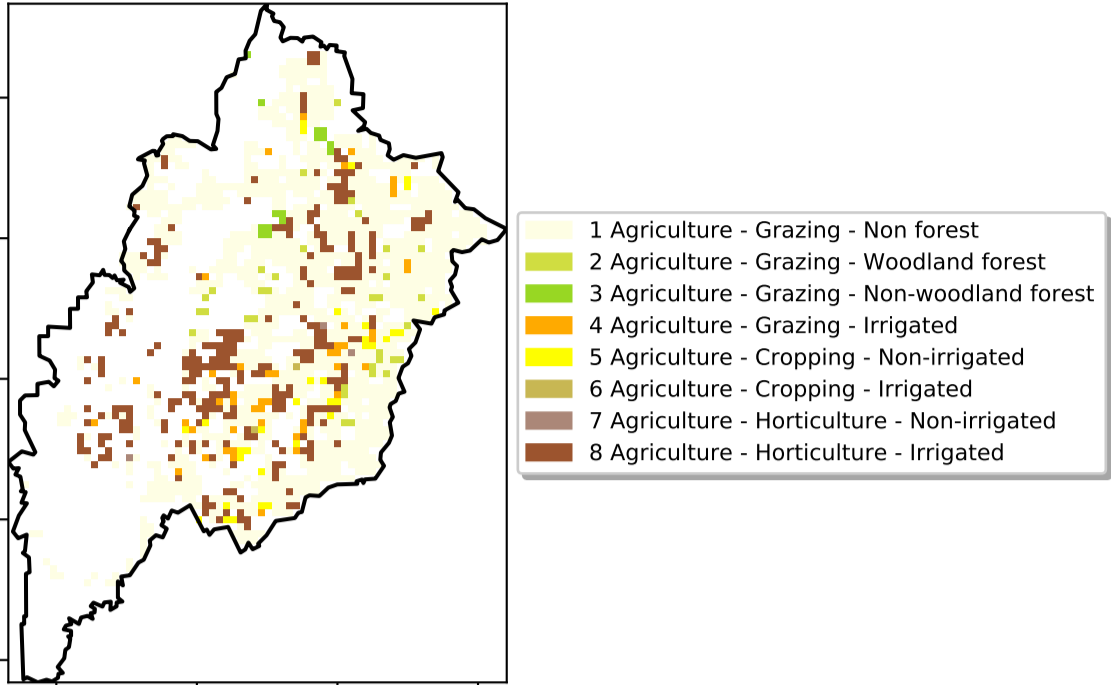 1 Agriculture - Grazing - Non forest
2 Agriculture - Grazing - Woodland forest
3 Agriculture - Grazing - Non-woodland forest
4 Agriculture - Grazing - Irrigated
5 Agriculture - Cropping - Non-irrigated
6 Agriculture - Cropping - Irrigated
7 Agriculture - Horticulture - Non-irrigated
8 Agriculture - Horticulture - Irrigated